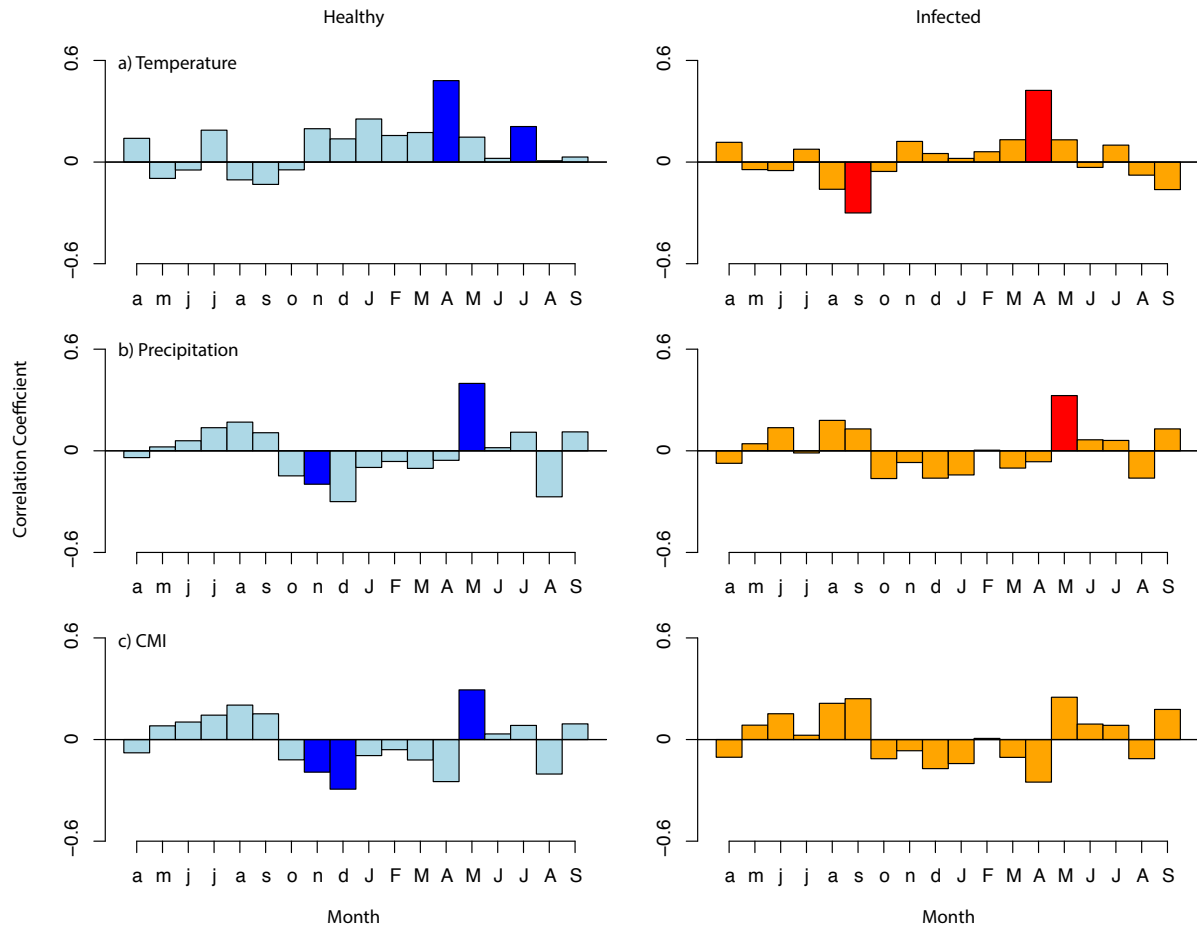 Healthy
Infected
a) Temperature
0.6
0
−0.6
a m j j a s o n d J F M A M J J A S
0.6
0
−0.6
a m j j a s o n d J F M A M J J A S
b) Precipitation
0.6
0
−0.6
a m j j a s o n d J F M A M J J A S
0.6
0
−0.6
a m j j a s o n d J F M A M J J A S
Correlation Coefficient
c) CMI
0.6
0
−0.6
a m j j a s o n d J F M A M J J A S
0.6
0
−0.6
a m j j a s o n d J F M A M J J A S
Month
Month